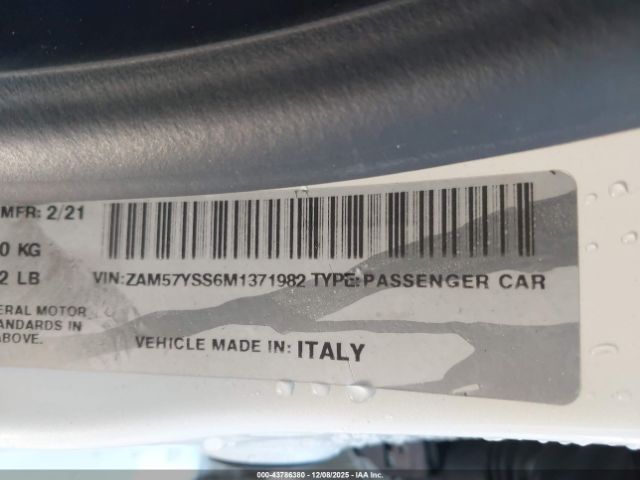 MFR: 2/21
0 KG
2 LB
VIN: ZAM57YSS6M1371982 TYPE: PASSENGER CAR
ERAL MOTOR
TANDARDS IN
ABOVE.
VEHICLE MADE IN: ITALY
000-43786380 - 12/08/2025 - IAA Inc.